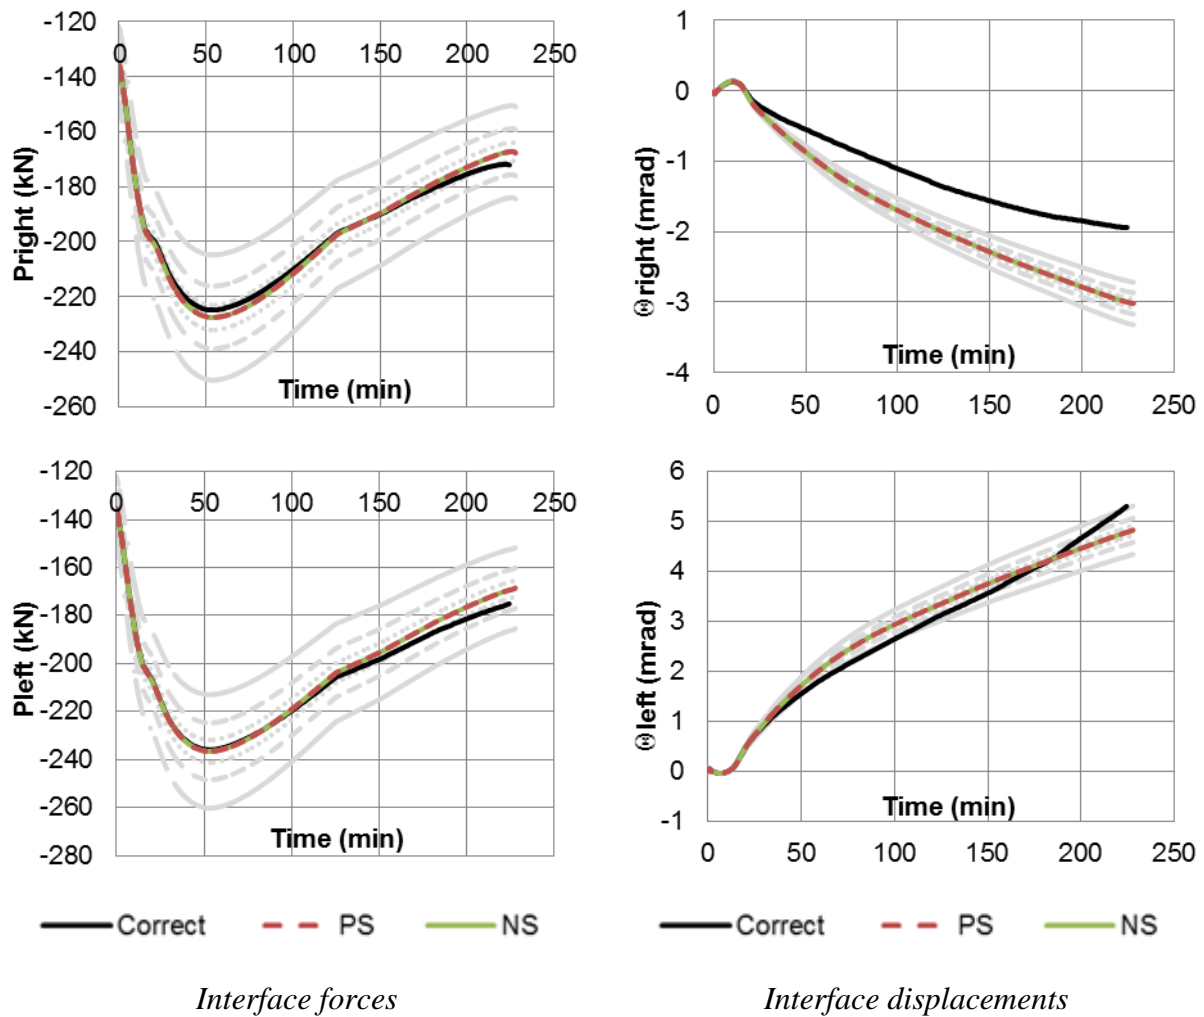 -120
0 50 100 150 200 250
-140
-160
-180
-200
-220
-240
-260
Pright (kN)
Time (min)
1
0
-1
-2
-3
-4
Θright (mrad)
Time (min)
0 50 100 150 200 250
-120
0 50 100 150 200 250
-140
-160
-180
-200
-220
-240
-260
-280
Pleft (kN)
Time (min)
6
5
4
3
2
1
0
-1
Θleft (mrad)
Time (min)
0 50 100 150 200 250
Correct PS NS
Correct PS NS
Interface forces
Interface displacements